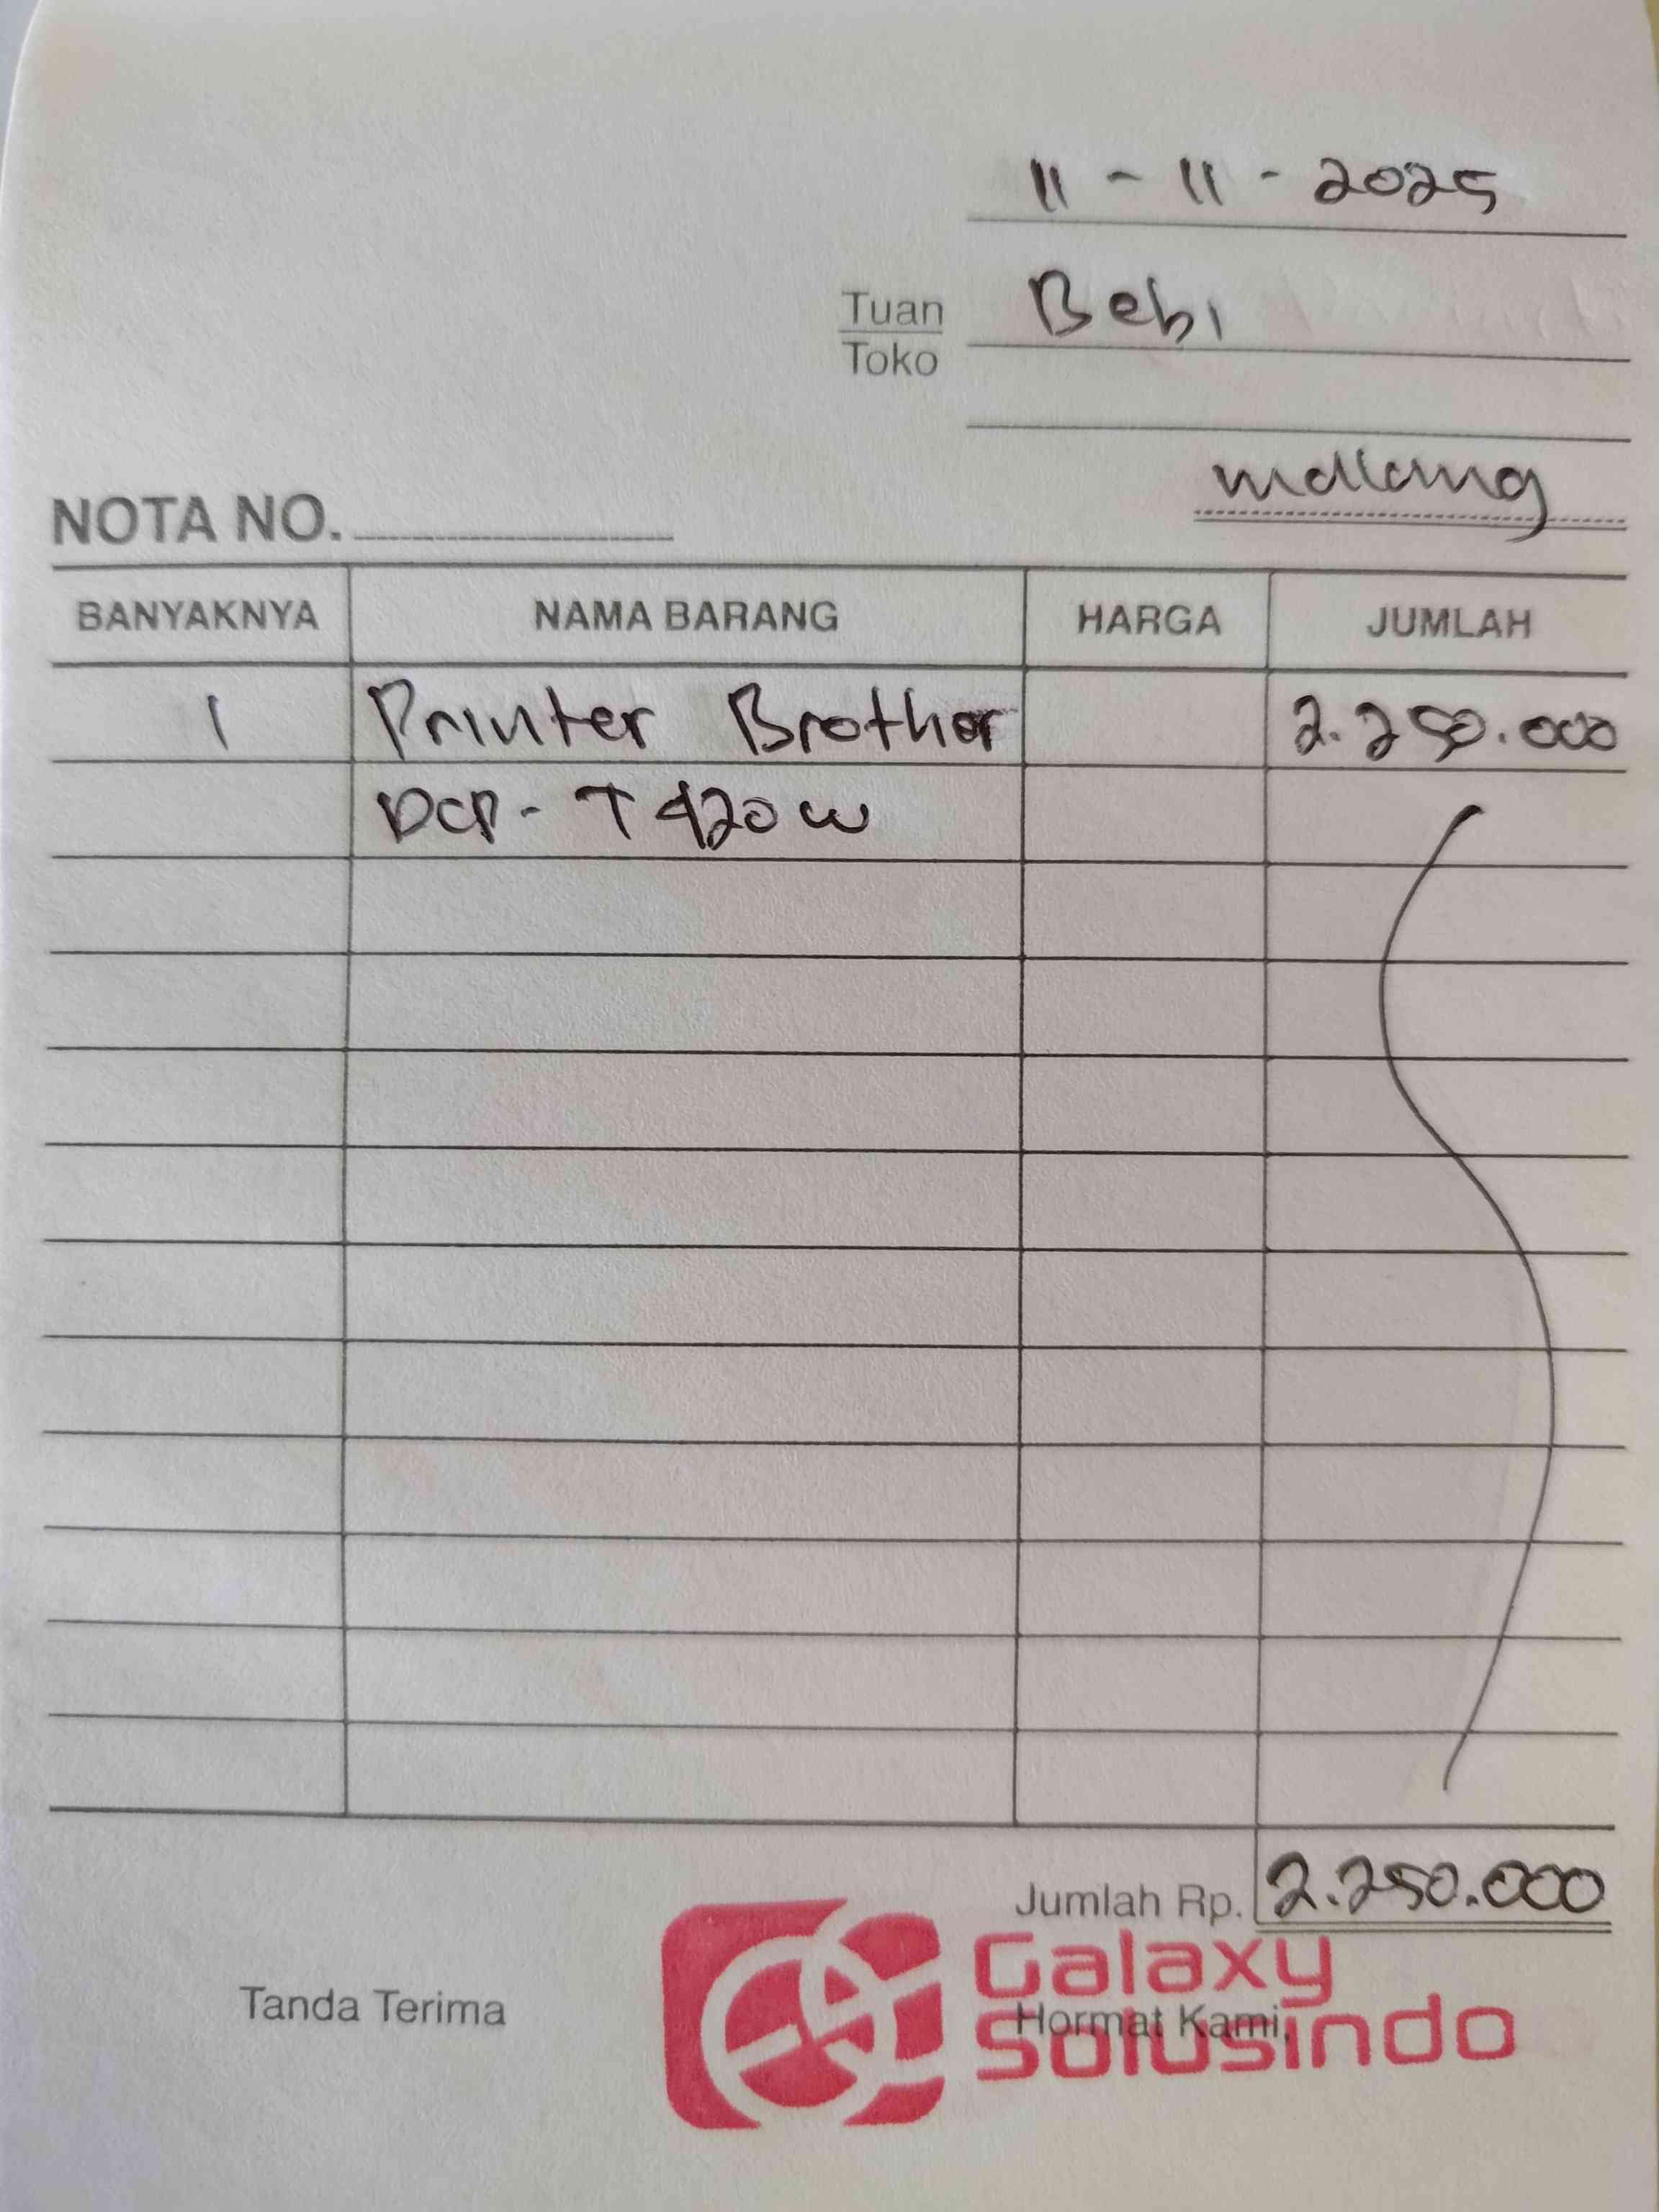 11 - 11 - 2025
Tuan Bebi
Toko
malang
NOTA NO.
BANYAKNYA NAMA BARANG HARGA JUMLAH
1 Printer Brother 2.250.000
DCP - T420W
Jumlah Rp. 2.250.000
Galaxy
Tanda Terima Hormat Kami,
Solusindo